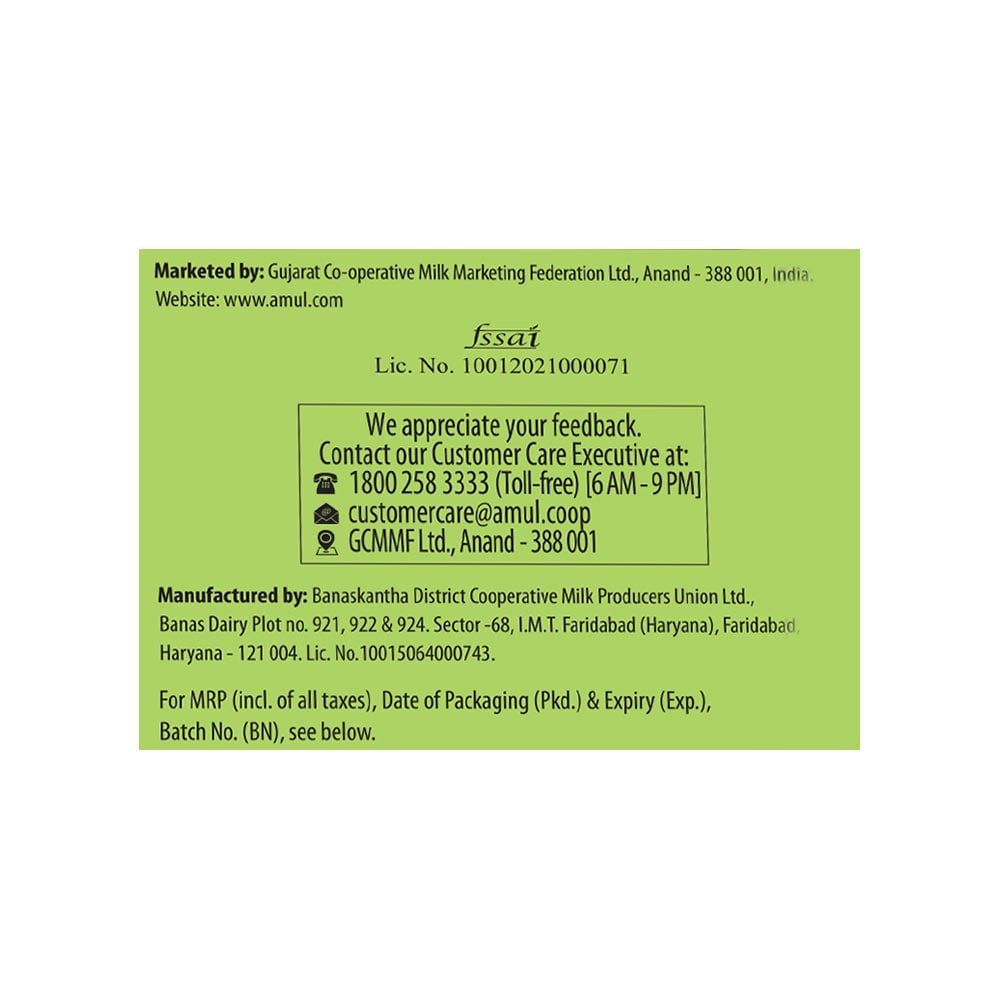 Marketed by: Gujarat Co-operative Milk Marketing Federation Ltd., Anand - 388 001, India.
Website: www.amul.com
fssai
Lic. No. 10012021000071
We appreciate your feedback.
Contact our Customer Care Executive at:
1800 258 3333 (Toll-free) [6 AM - 9 PM]
customercare@amul.coop
GCMMF Ltd., Anand - 388 001
Manufactured by: Banaskantha District Cooperative Milk Producers Union Ltd.,
Banas Dairy Plot no. 921, 922 & 924. Sector -68, I.M.T. Faridabad (Haryana), Faridabad,
Haryana - 121 004. Lic. No.10015064000743.
For MRP (incl. of all taxes), Date of Packaging (Pkd.) & Expiry (Exp.),
Batch No. (BN), see below.